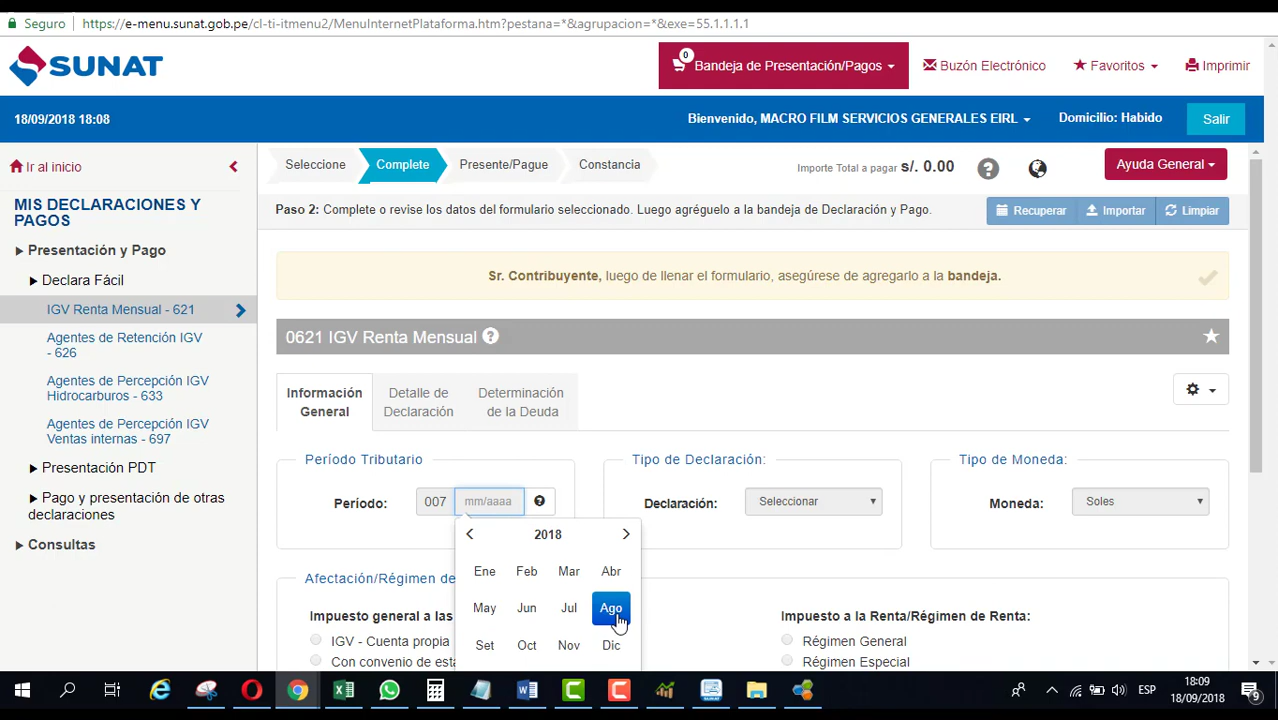 Seguro | https://e-menu.sunat.gob.pe/cl-ti-itmenu2/MenuInternetPlataforma.htm?pestana=*&agrupacion=*&exe=55.1.1.1.1
SUNAT
0
Bandeja de Presentación/Pagos
Buzón Electrónico
Favoritos
Imprimir
18/09/2018 18:08
Bienvenido, MACRO FILM SERVICIOS GENERALES EIRL
Domicilio: Habido
Salir
Ir al inicio
MIS DECLARACIONES Y
PAGOS
Presentación y Pago
Declara Fácil
IGV Renta Mensual - 621
Agentes de Retención IGV
- 626
Agentes de Percepción IGV
Hidrocarburos - 633
Agentes de Percepción IGV
Ventas internas - 697
Presentación PDT
Pago y presentación de otras
declaraciones
Consultas
Seleccione
Complete
Presente/Pague
Constancia
Importe Total a pagar s/. 0.00
?
Ayuda General
Paso 2: Complete o revise los datos del formulario seleccionado. Luego agréguelo a la bandeja de Declaración y Pago.
Recuperar
Importar
Limpiar
Sr. Contribuyente, luego de llenar el formulario, asegúrese de agregarlo a la bandeja.
0621 IGV Renta Mensual ?
Información
General
Detalle de
Declaración
Determinación
de la Deuda
Período Tributario
Período: 007 mm/aaaa ?
Tipo de Declaración:
Declaración: Seleccionar
Tipo de Moneda:
Moneda: Soles
2018
Ene Feb Mar Abr
May Jun Jul Ago
Set Oct Nov Dic
Afectación/Régimen de
Impuesto general a las
IGV - Cuenta propia
Con convenio de esta
Impuesto a la Renta/Régimen de Renta:
Régimen General
Régimen Especial
ESP
18:09
18/09/2018
9